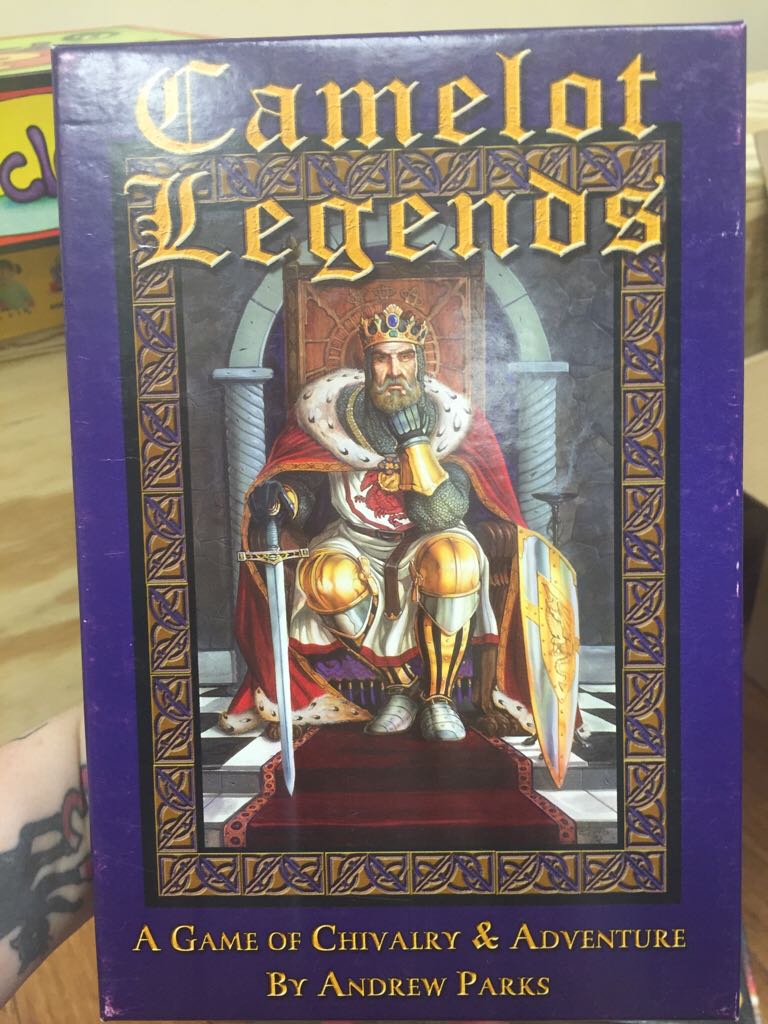 Camelot
Legends
A Game of Chivalry & Adventure
By Andrew Parks